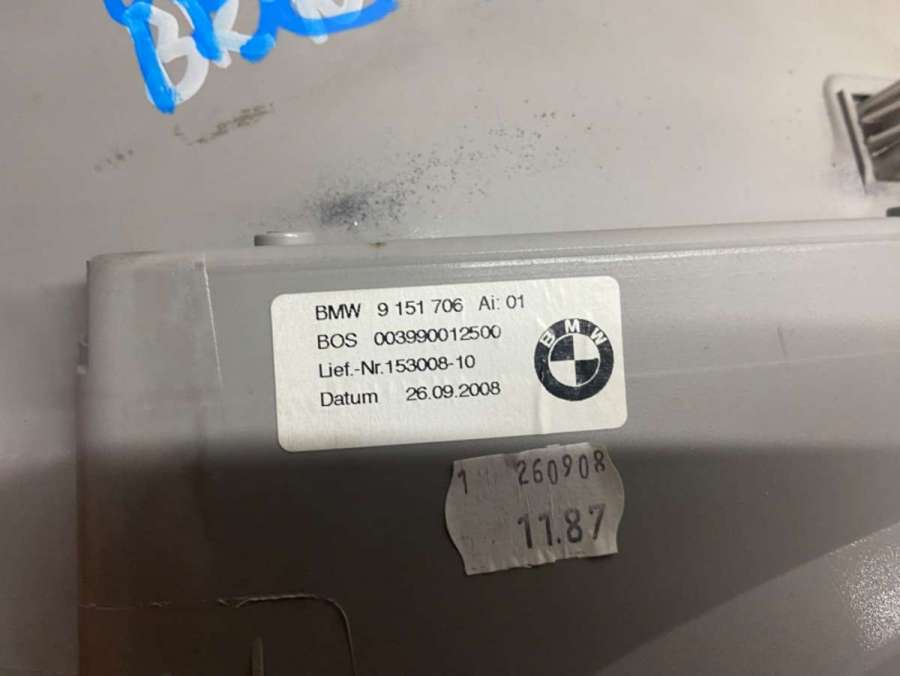 BMW 9 151 706 Ai: 01
BOS 003990012500
Lief.-Nr.153008-10
Datum 26.09.2008
BMW
1 260908
11.87